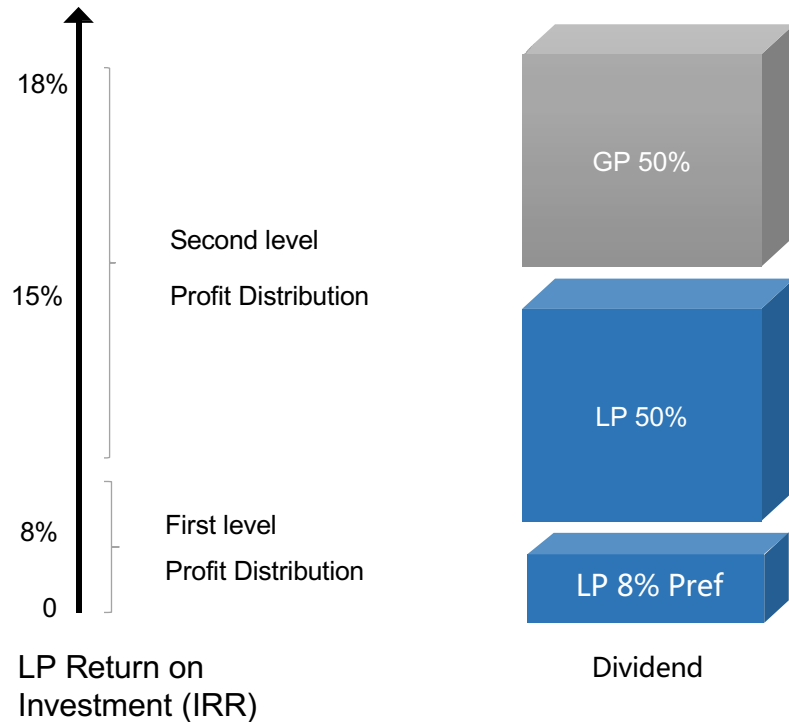 18%
GP 50%
Second level
15%
Profit Distribution
LP 50%
8%
First level
Profit Distribution
LP 8% Pref
0
LP Return on
Investment (IRR)
Dividend